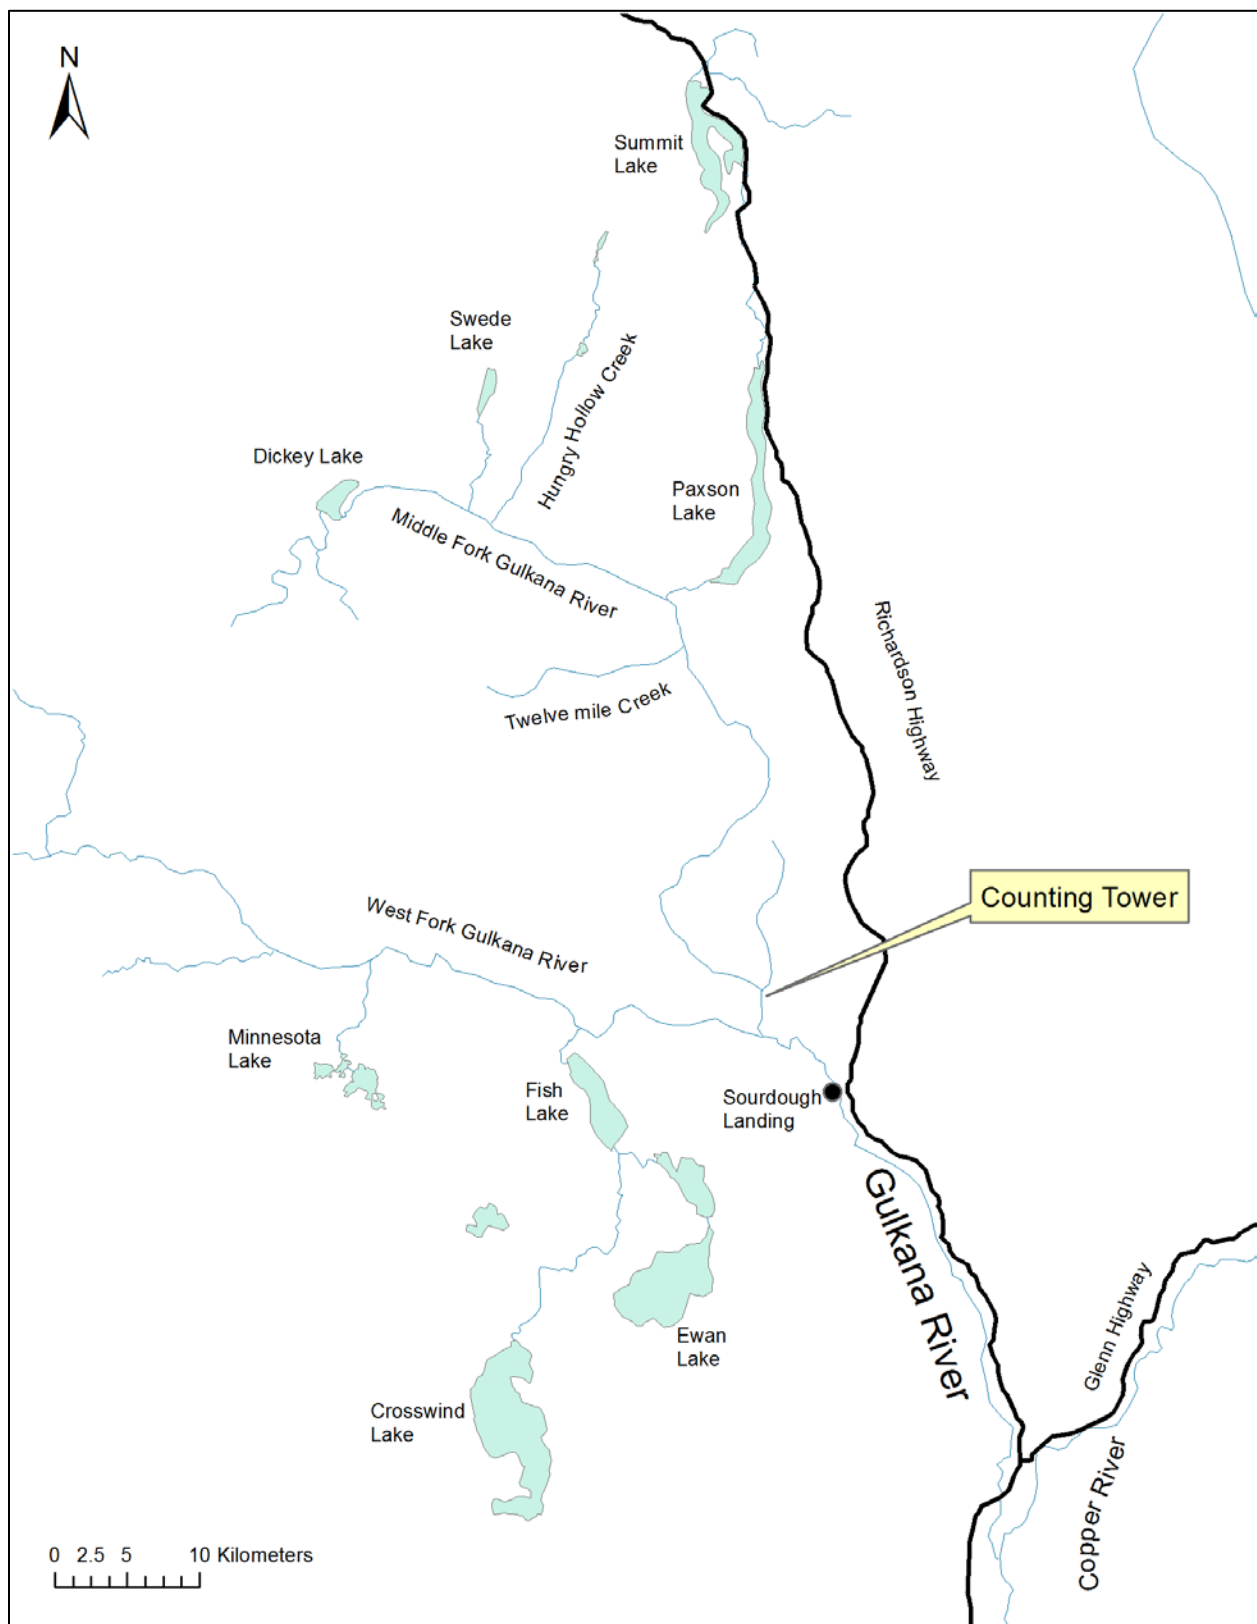 N
Summit
Lake
Swede
Lake
Hungry Hollow Creek
Dickey Lake
Paxson
Lake
Middle Fork Gulkana River
Richardson Highway
Twelve mile Creek
Counting Tower
West Fork Gulkana River
Minnesota
Lake
Fish
Lake
Sourdough
Landing
Gulkana River
Glenn Highway
Ewan
Lake
Crosswind
Lake
Copper River
0 2.5 5 10 Kilometers